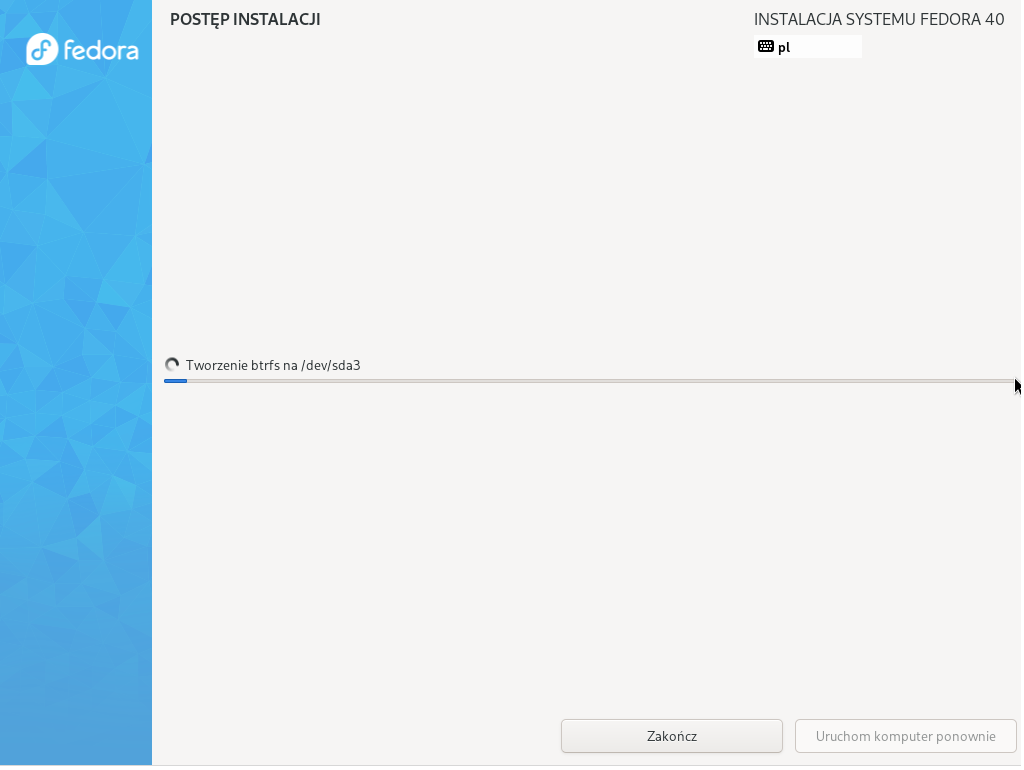 fedora
POSTĘP INSTALACJI
INSTALACJA SYSTEMU FEDORA 40
pl
Tworzenie btrfs na /dev/sda3
Zakończ
Uruchom komputer ponownie